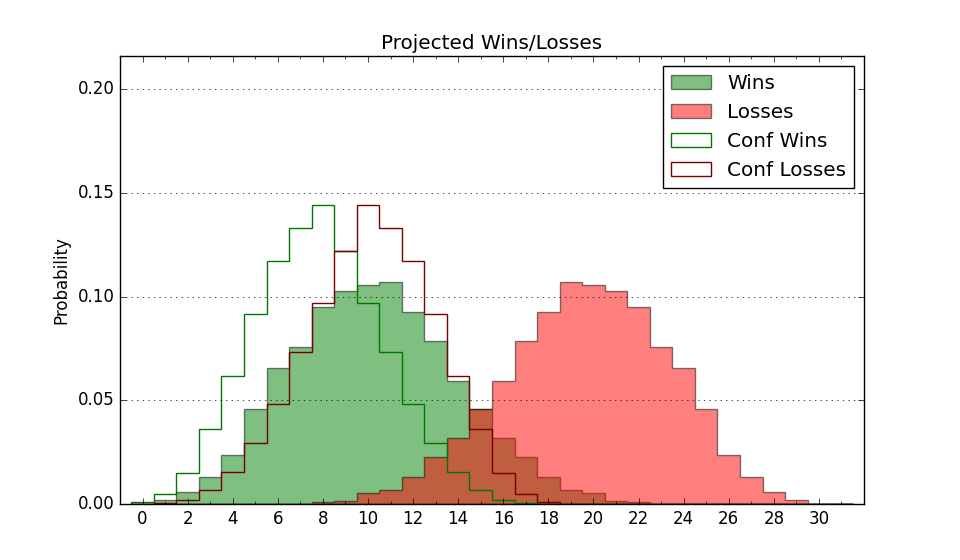 Projected Wins/Losses
0.20
0.15
0.10
0.05
0.00
Probability
Wins
Losses
Conf Wins
Conf Losses
0 2 4 6 8 10 12 14 16 18 20 22 24 26 28 30